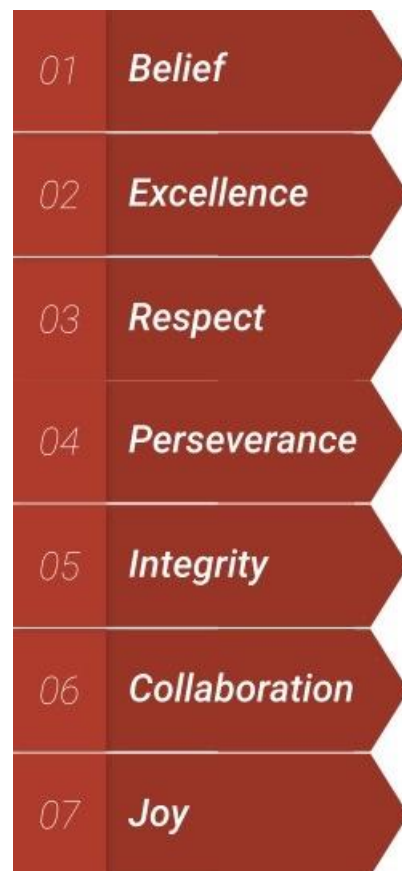 01 Belief
02 Excellence
03 Respect
04 Perseverance
05 Integrity
06 Collaboration
07 Joy